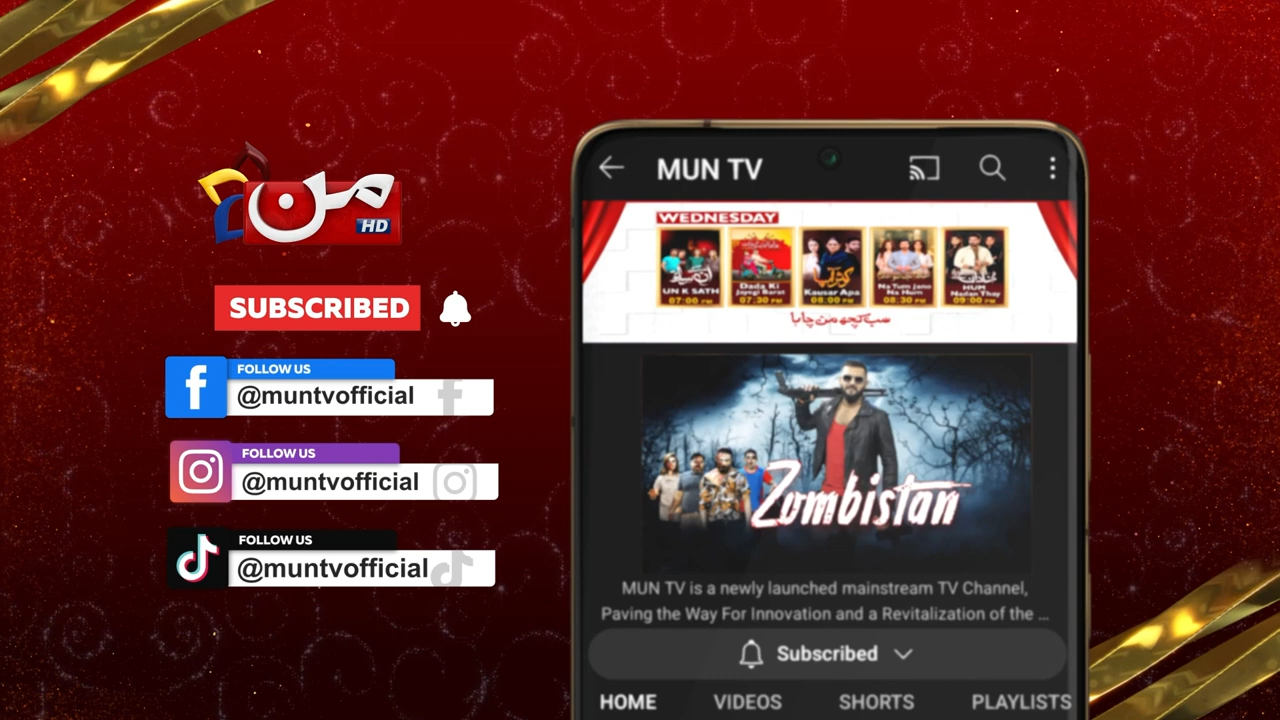 من
HD
SUBSCRIBED
FOLLOW US
@muntvofficial
FOLLOW US
@muntvofficial
FOLLOW US
@muntvofficial
MUN TV
WEDNESDAY
UN K SATH
07:00 PM
Dada Ki
Jayegi Barat
07:30 PM
Kausar Apa
08:00 PM
Na Tum Jano
Na Hum
08:30 PM
HUM
Nadan Thay
09:00 PM
سب کچھ من چاہا
Zombistan
MUN TV is a newly launched mainstream TV Channel,
Paving the Way For Innovation and a Revitalization of the ...
Subscribed
HOME VIDEOS SHORTS PLAYLISTS